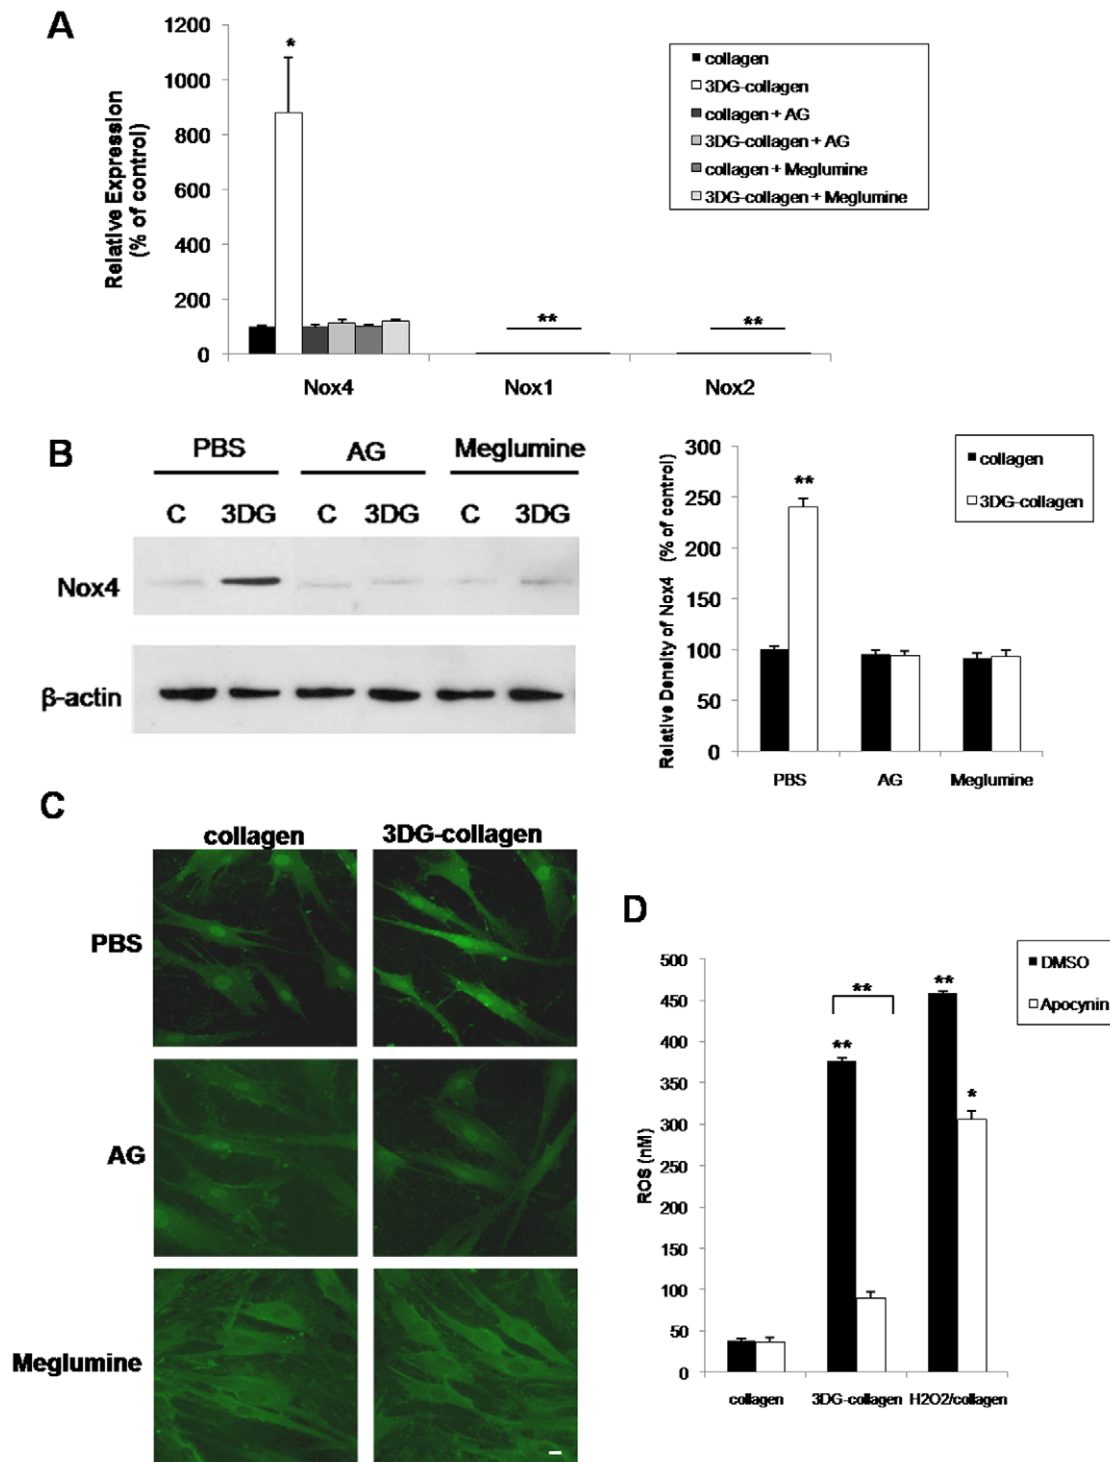 A
1200
1000
800
600
400
200
0
Relative Expression
(% of control)
*
**
**
Nox4 Nox1 Nox2
collagen
3DG-collagen
collagen + AG
3DG-collagen + AG
collagen + Meglumine
3DG-collagen + Meglumine
B
PBS AG Meglumine
C 3DG C 3DG C 3DG
Nox4
β-actin
300
250
200
150
100
50
0
Relative Density of Nox4 (% of control)
**
PBS AG Meglumine
collagen
3DG-collagen
C
collagen 3DG-collagen
PBS
AG
Meglumine
D
500
450
400
350
300
250
200
150
100
50
0
ROS (nM)
**
**
**
*
collagen 3DG-collagen H2O2/collagen
DMSO
Apocynin